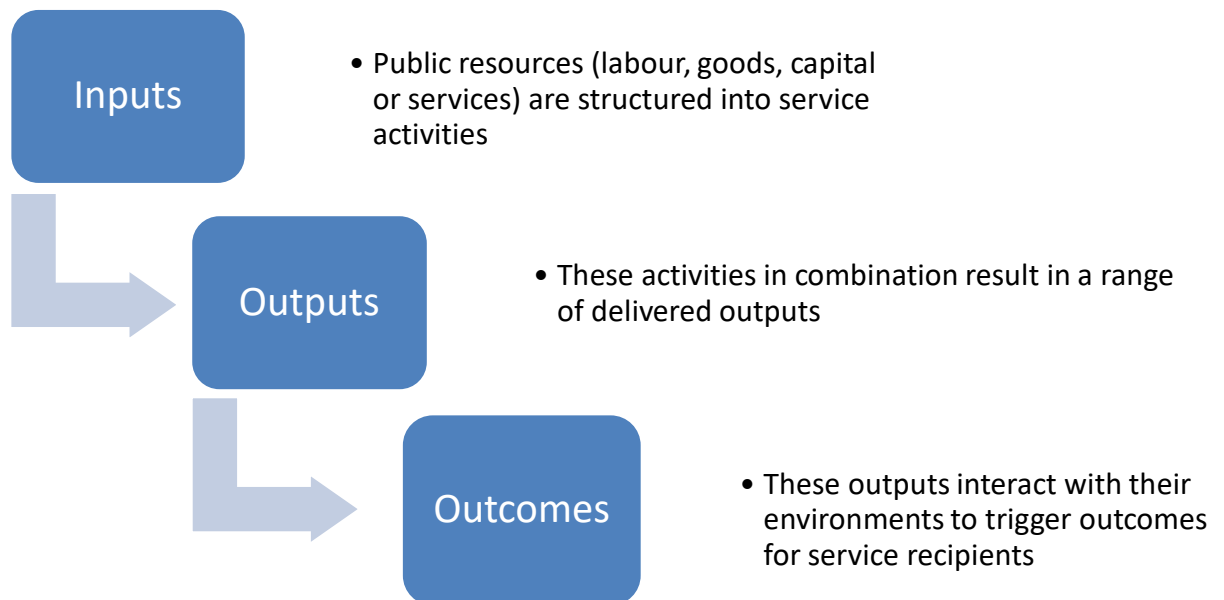 Inputs
• Public resources (labour, goods, capital
or services) are structured into service
activities
Outputs
• These activities in combination result in a range
of delivered outputs
Outcomes
• These outputs interact with their
environments to trigger outcomes
for service recipients